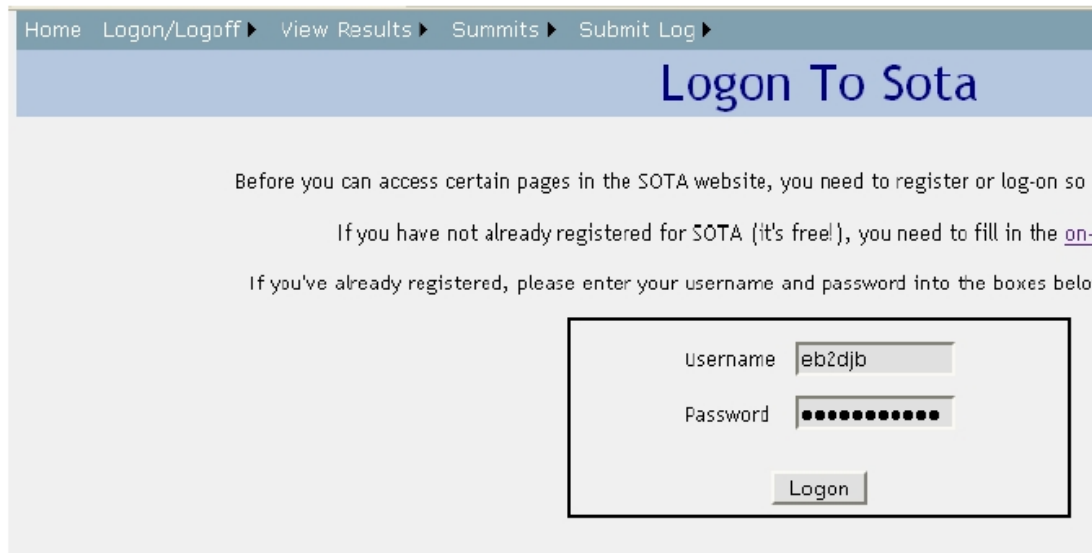 Home Logon/Logoff View Results Summits Submit Log
Logon To Sota
Before you can access certain pages in the SOTA website, you need to register or log-on so
If you have not already registered for SOTA (it's free!), you need to fill in the on-
If you've already registered, please enter your username and password into the boxes belo
Username eb2djb
Password ●●●●●●●●●●●
Logon